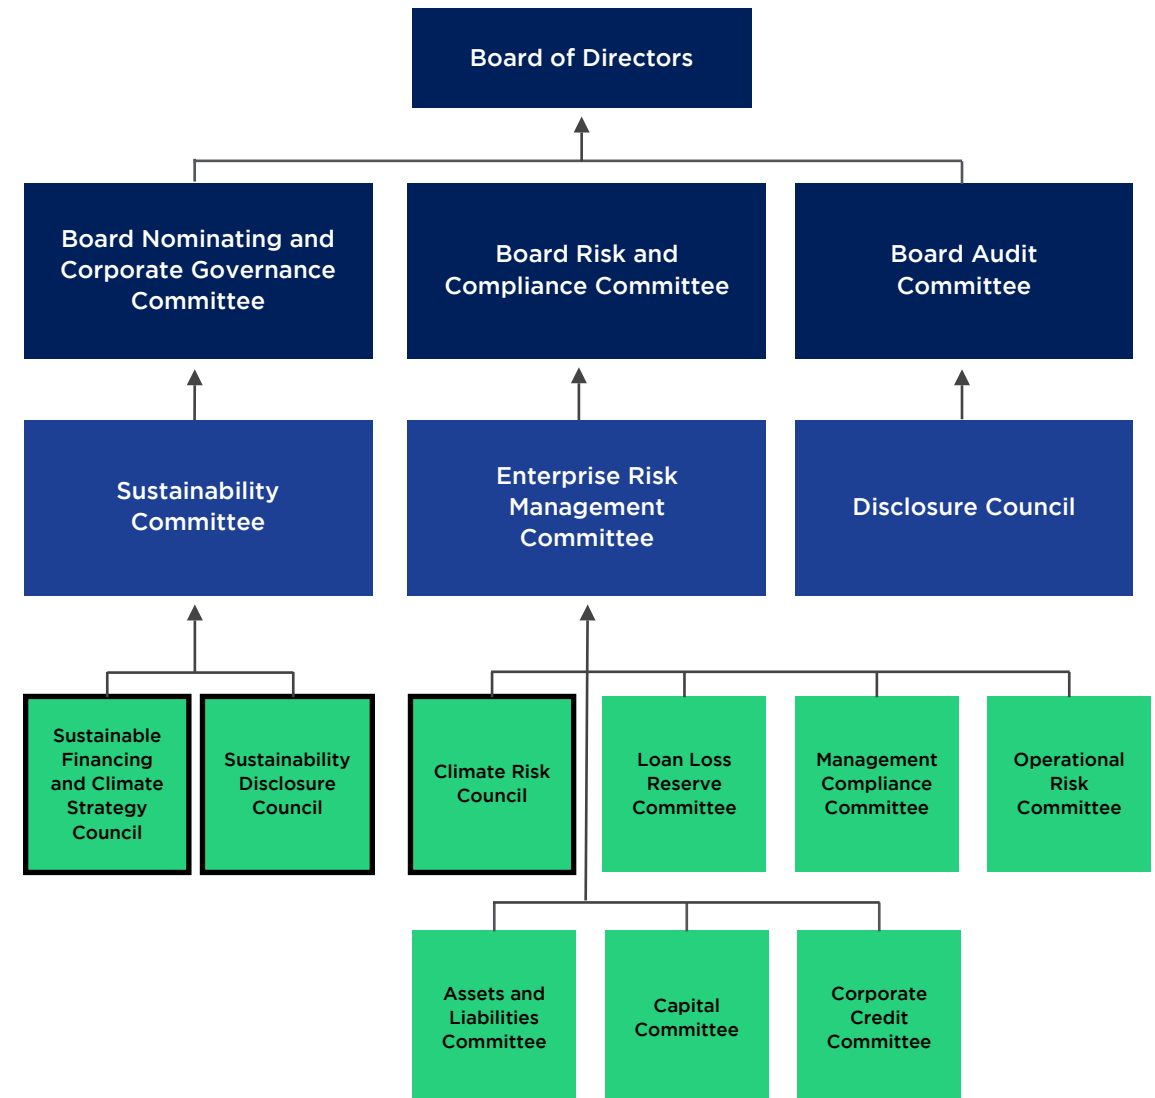 Board of Directors
Board Nominating and
Corporate Governance
Committee
Board Risk and
Compliance Committee
Board Audit
Committee
Sustainability
Committee
Enterprise Risk
Management
Committee
Disclosure Council
Sustainable
Financing
and Climate
Strategy
Council
Sustainability
Disclosure
Council
Climate Risk
Council
Loan Loss
Reserve
Committee
Management
Compliance
Committee
Operational
Risk
Committee
Assets and
Liabilities
Committee
Capital
Committee
Corporate
Credit
Committee